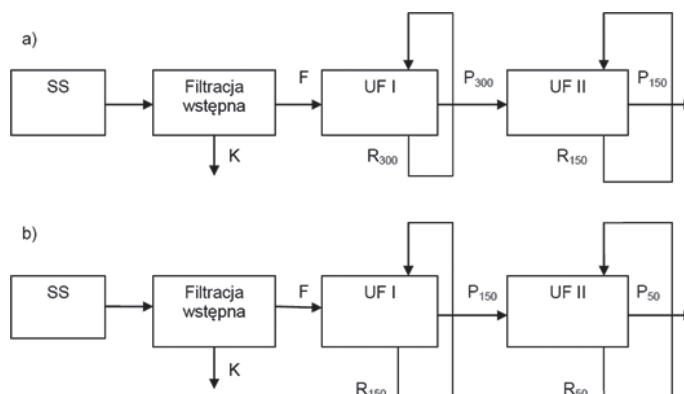 a)
SS
Filtracja
wstępna
K
F
UF I
R300
P300
UF II
R150
P150
b)
SS
Filtracja
wstępna
K
F
UF I
R150
P150
UF II
R50
P50